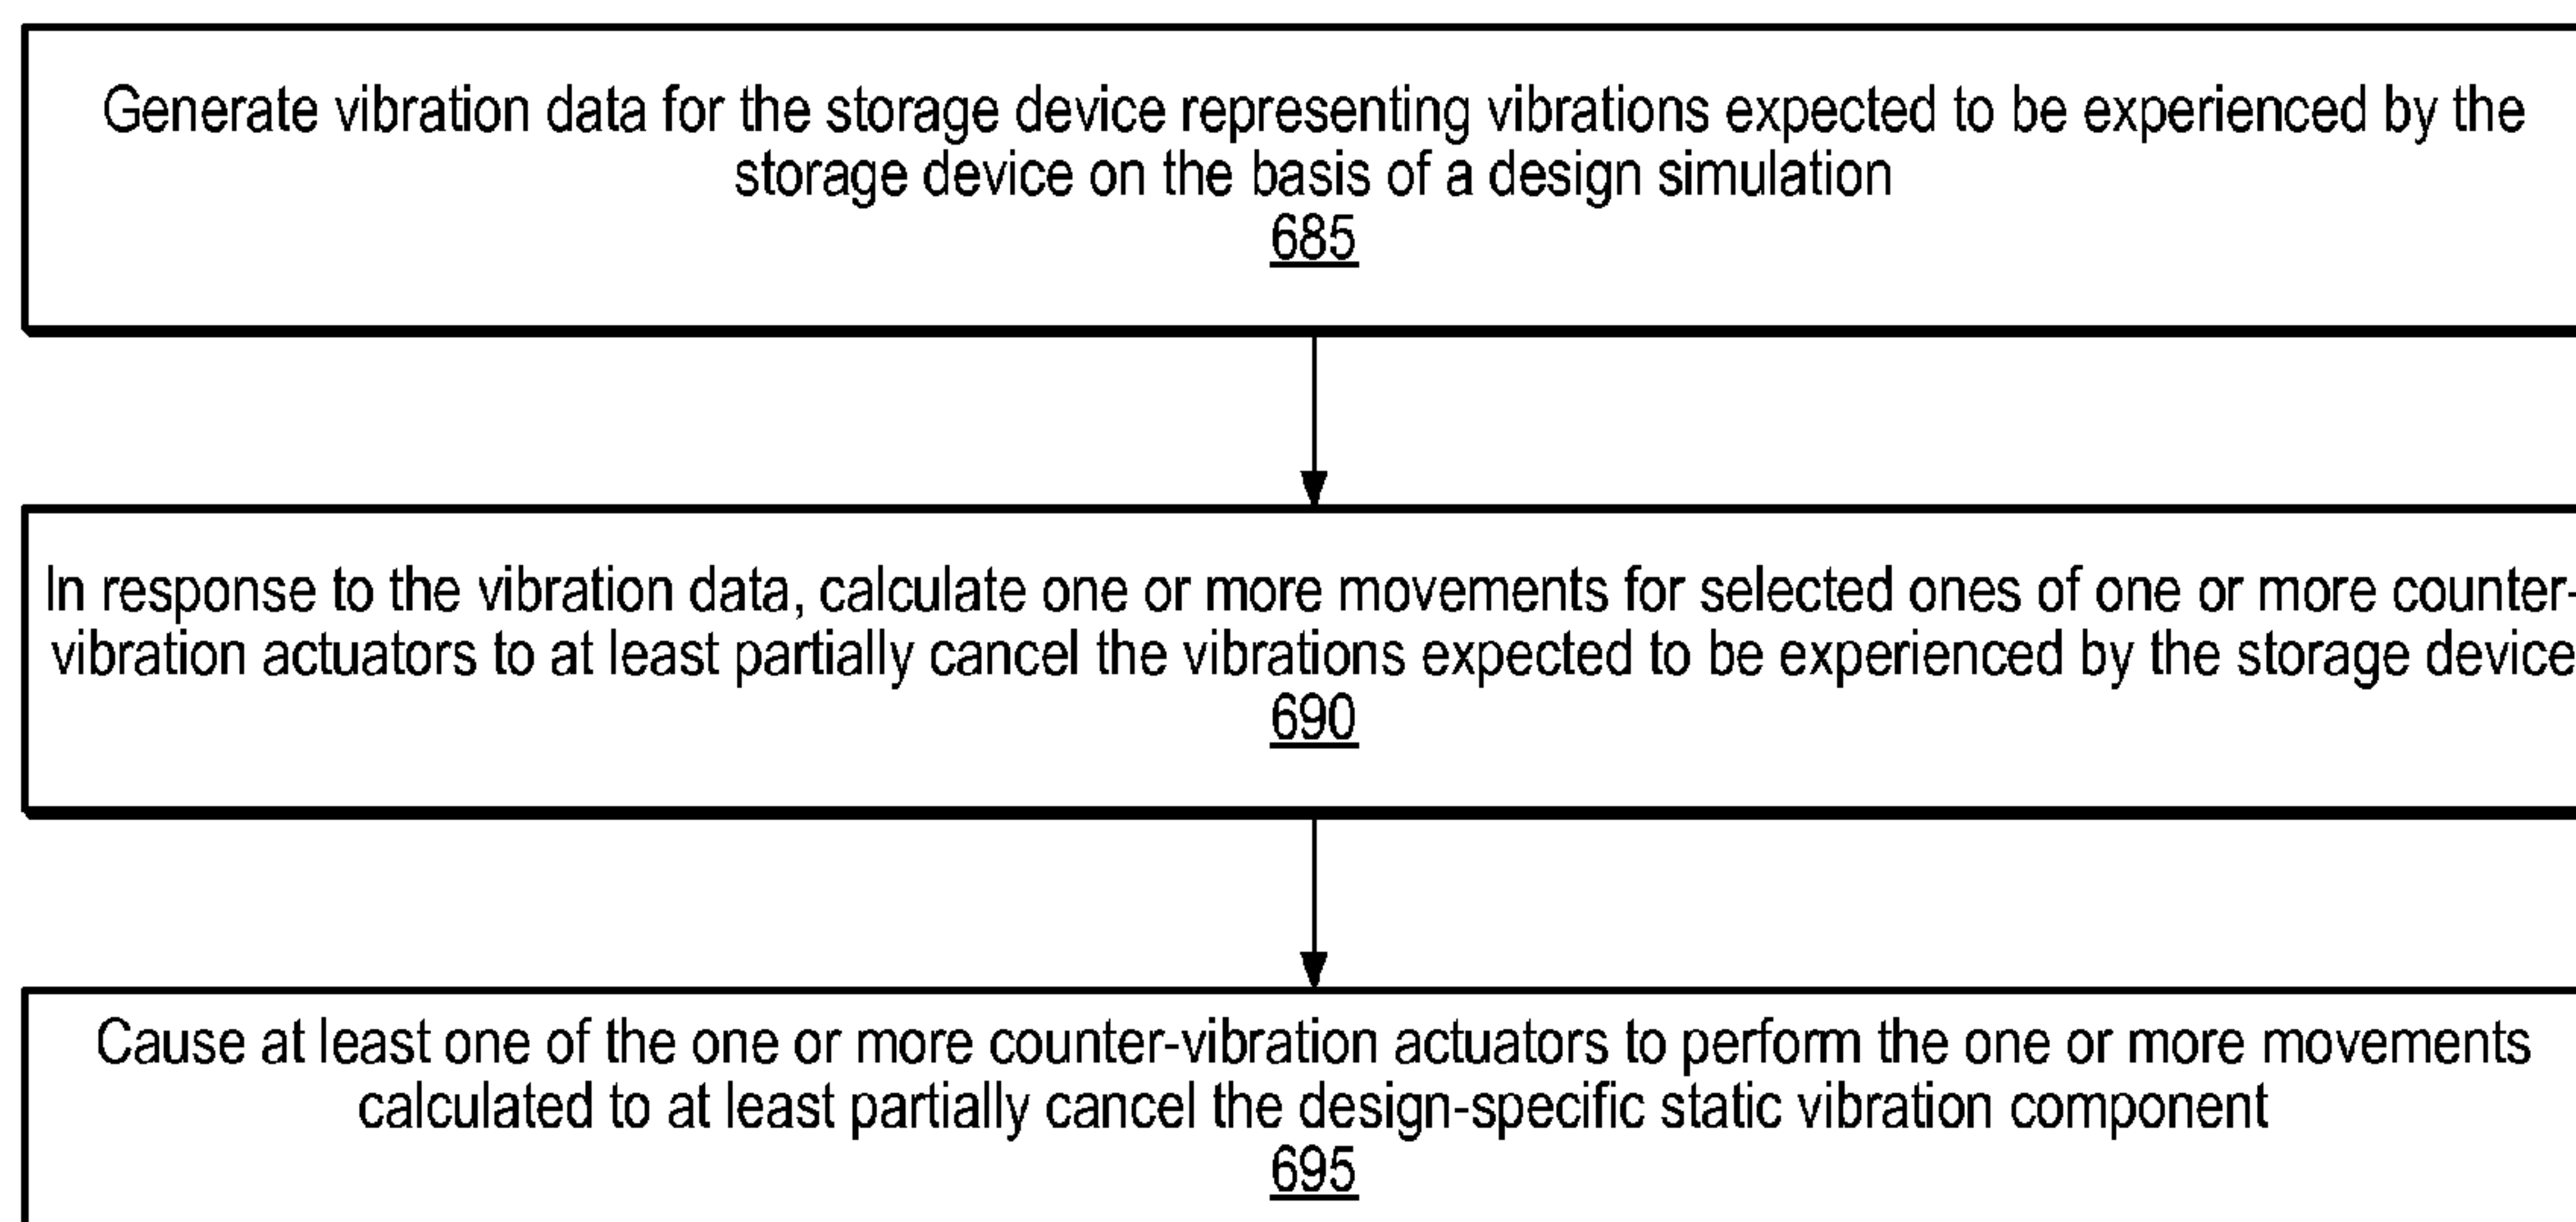 Generate vibration data for the storage device representing vibrations expected to be experienced by the
storage device on the basis of a design simulation
685
In response to the vibration data, calculate one or more movements for selected ones of one or more counter-
vibration actuators to at least partially cancel the vibrations expected to be experienced by the storage device
690
Cause at least one of the one or more counter-vibration actuators to perform the one or more movements
calculated to at least partially cancel the design-specific static vibration component
695